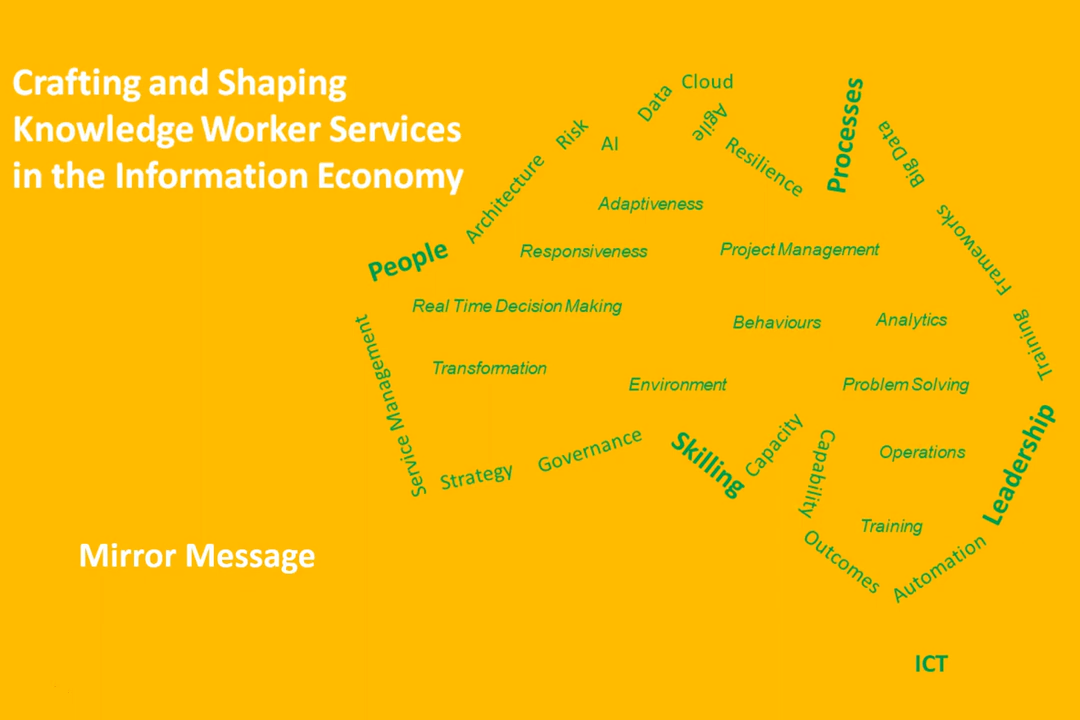 Crafting and Shaping
Knowledge Worker Services
in the Information Economy
Cloud
Data
Agile
Processes
Risk
AI
Resilience
Big Data
Architecture
Adaptiveness
Frameworks
People
Responsiveness
Project Management
Real Time Decision Making
Behaviours
Analytics
Training
Service Management
Transformation
Environment
Problem Solving
Strategy
Governance
Skilling
Capacity
Capability
Operations
Leadership
Training
Outcomes
Automation
Mirror Message
ICT